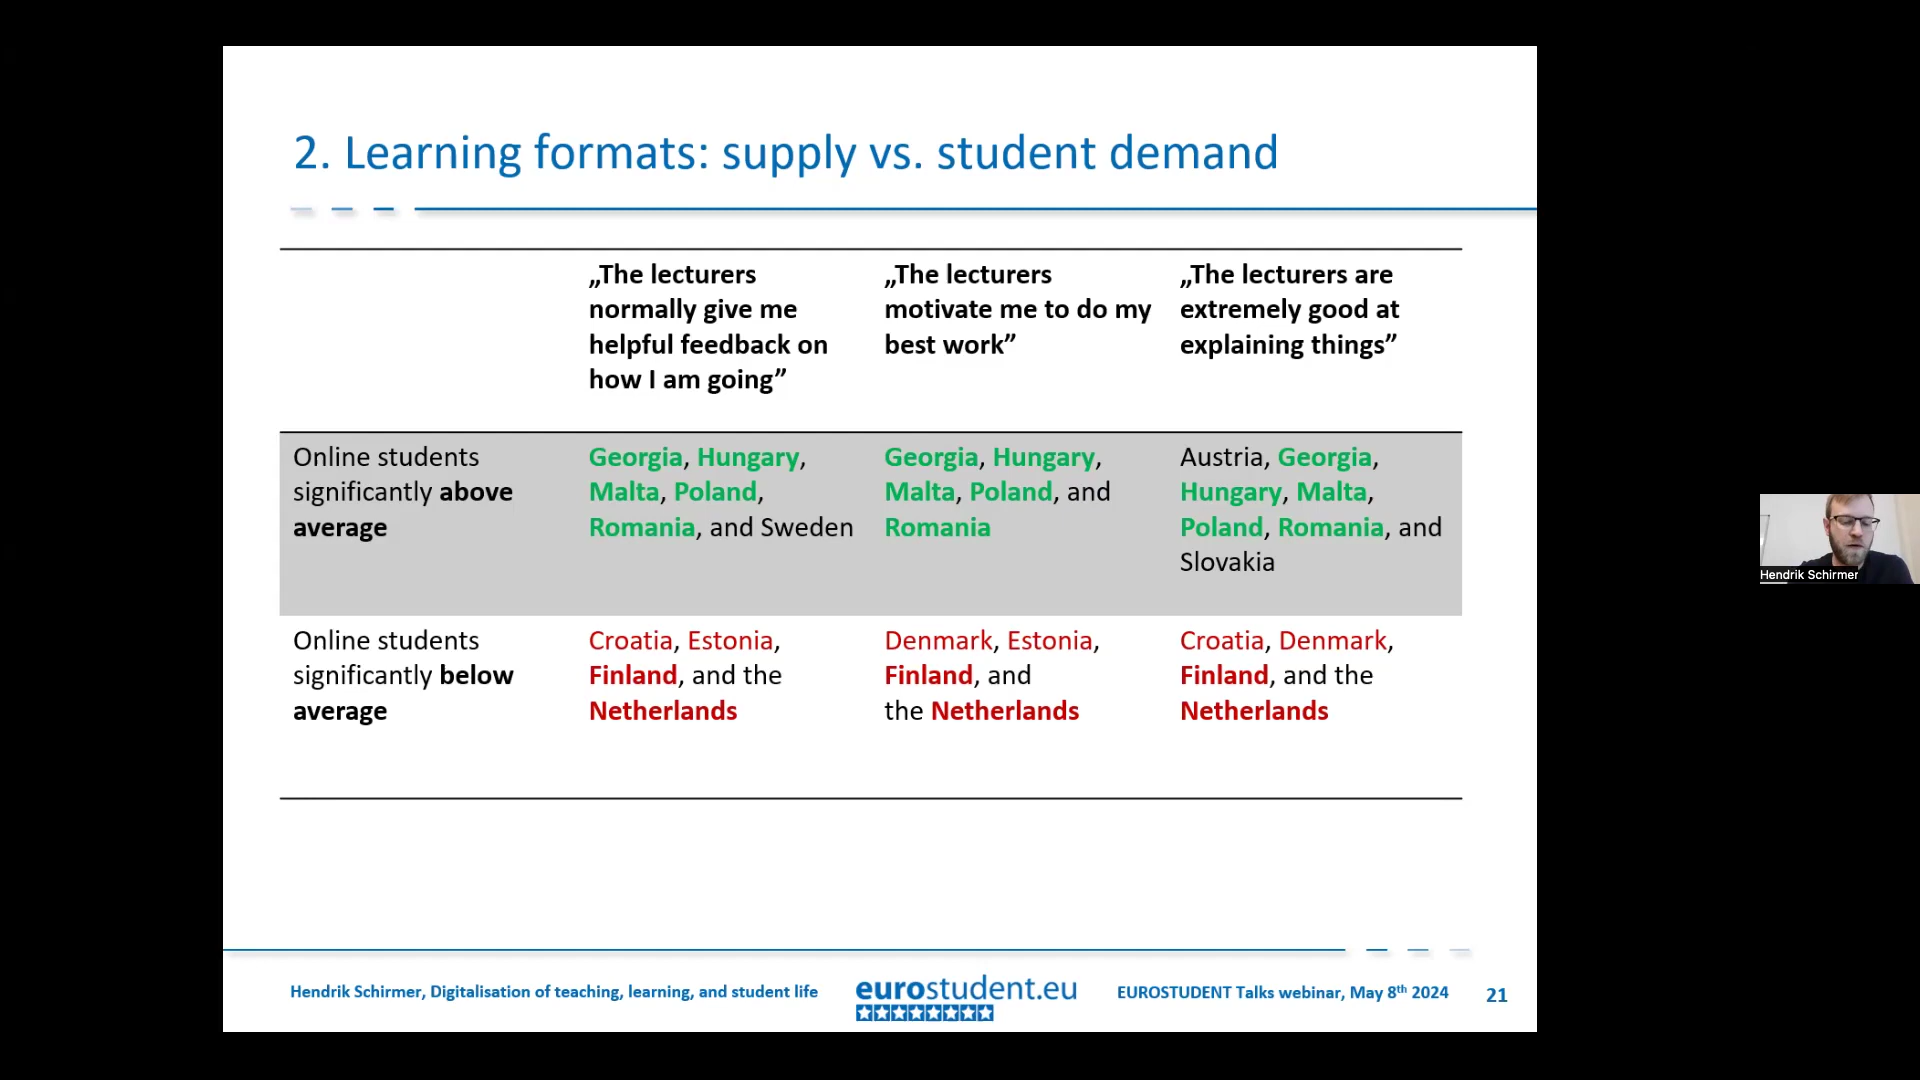 2. Learning formats: supply vs. student demand
„The lecturers
normally give me
helpful feedback on
how I am going”
„The lecturers
motivate me to do my
best work”
„The lecturers are
extremely good at
explaining things”
Online students
significantly above
average
Georgia, Hungary,
Malta, Poland,
Romania, and Sweden
Georgia, Hungary,
Malta, Poland, and
Romania
Austria, Georgia,
Hungary, Malta,
Poland, Romania, and
Slovakia
Online students
significantly below
average
Croatia, Estonia,
Finland, and the
Netherlands
Denmark, Estonia,
Finland, and
the Netherlands
Croatia, Denmark,
Finland, and the
Netherlands
Hendrik Schirmer
Hendrik Schirmer, Digitalisation of teaching, learning, and student life
eurostudent.eu
EUROSTUDENT Talks webinar, May 8th 2024
21